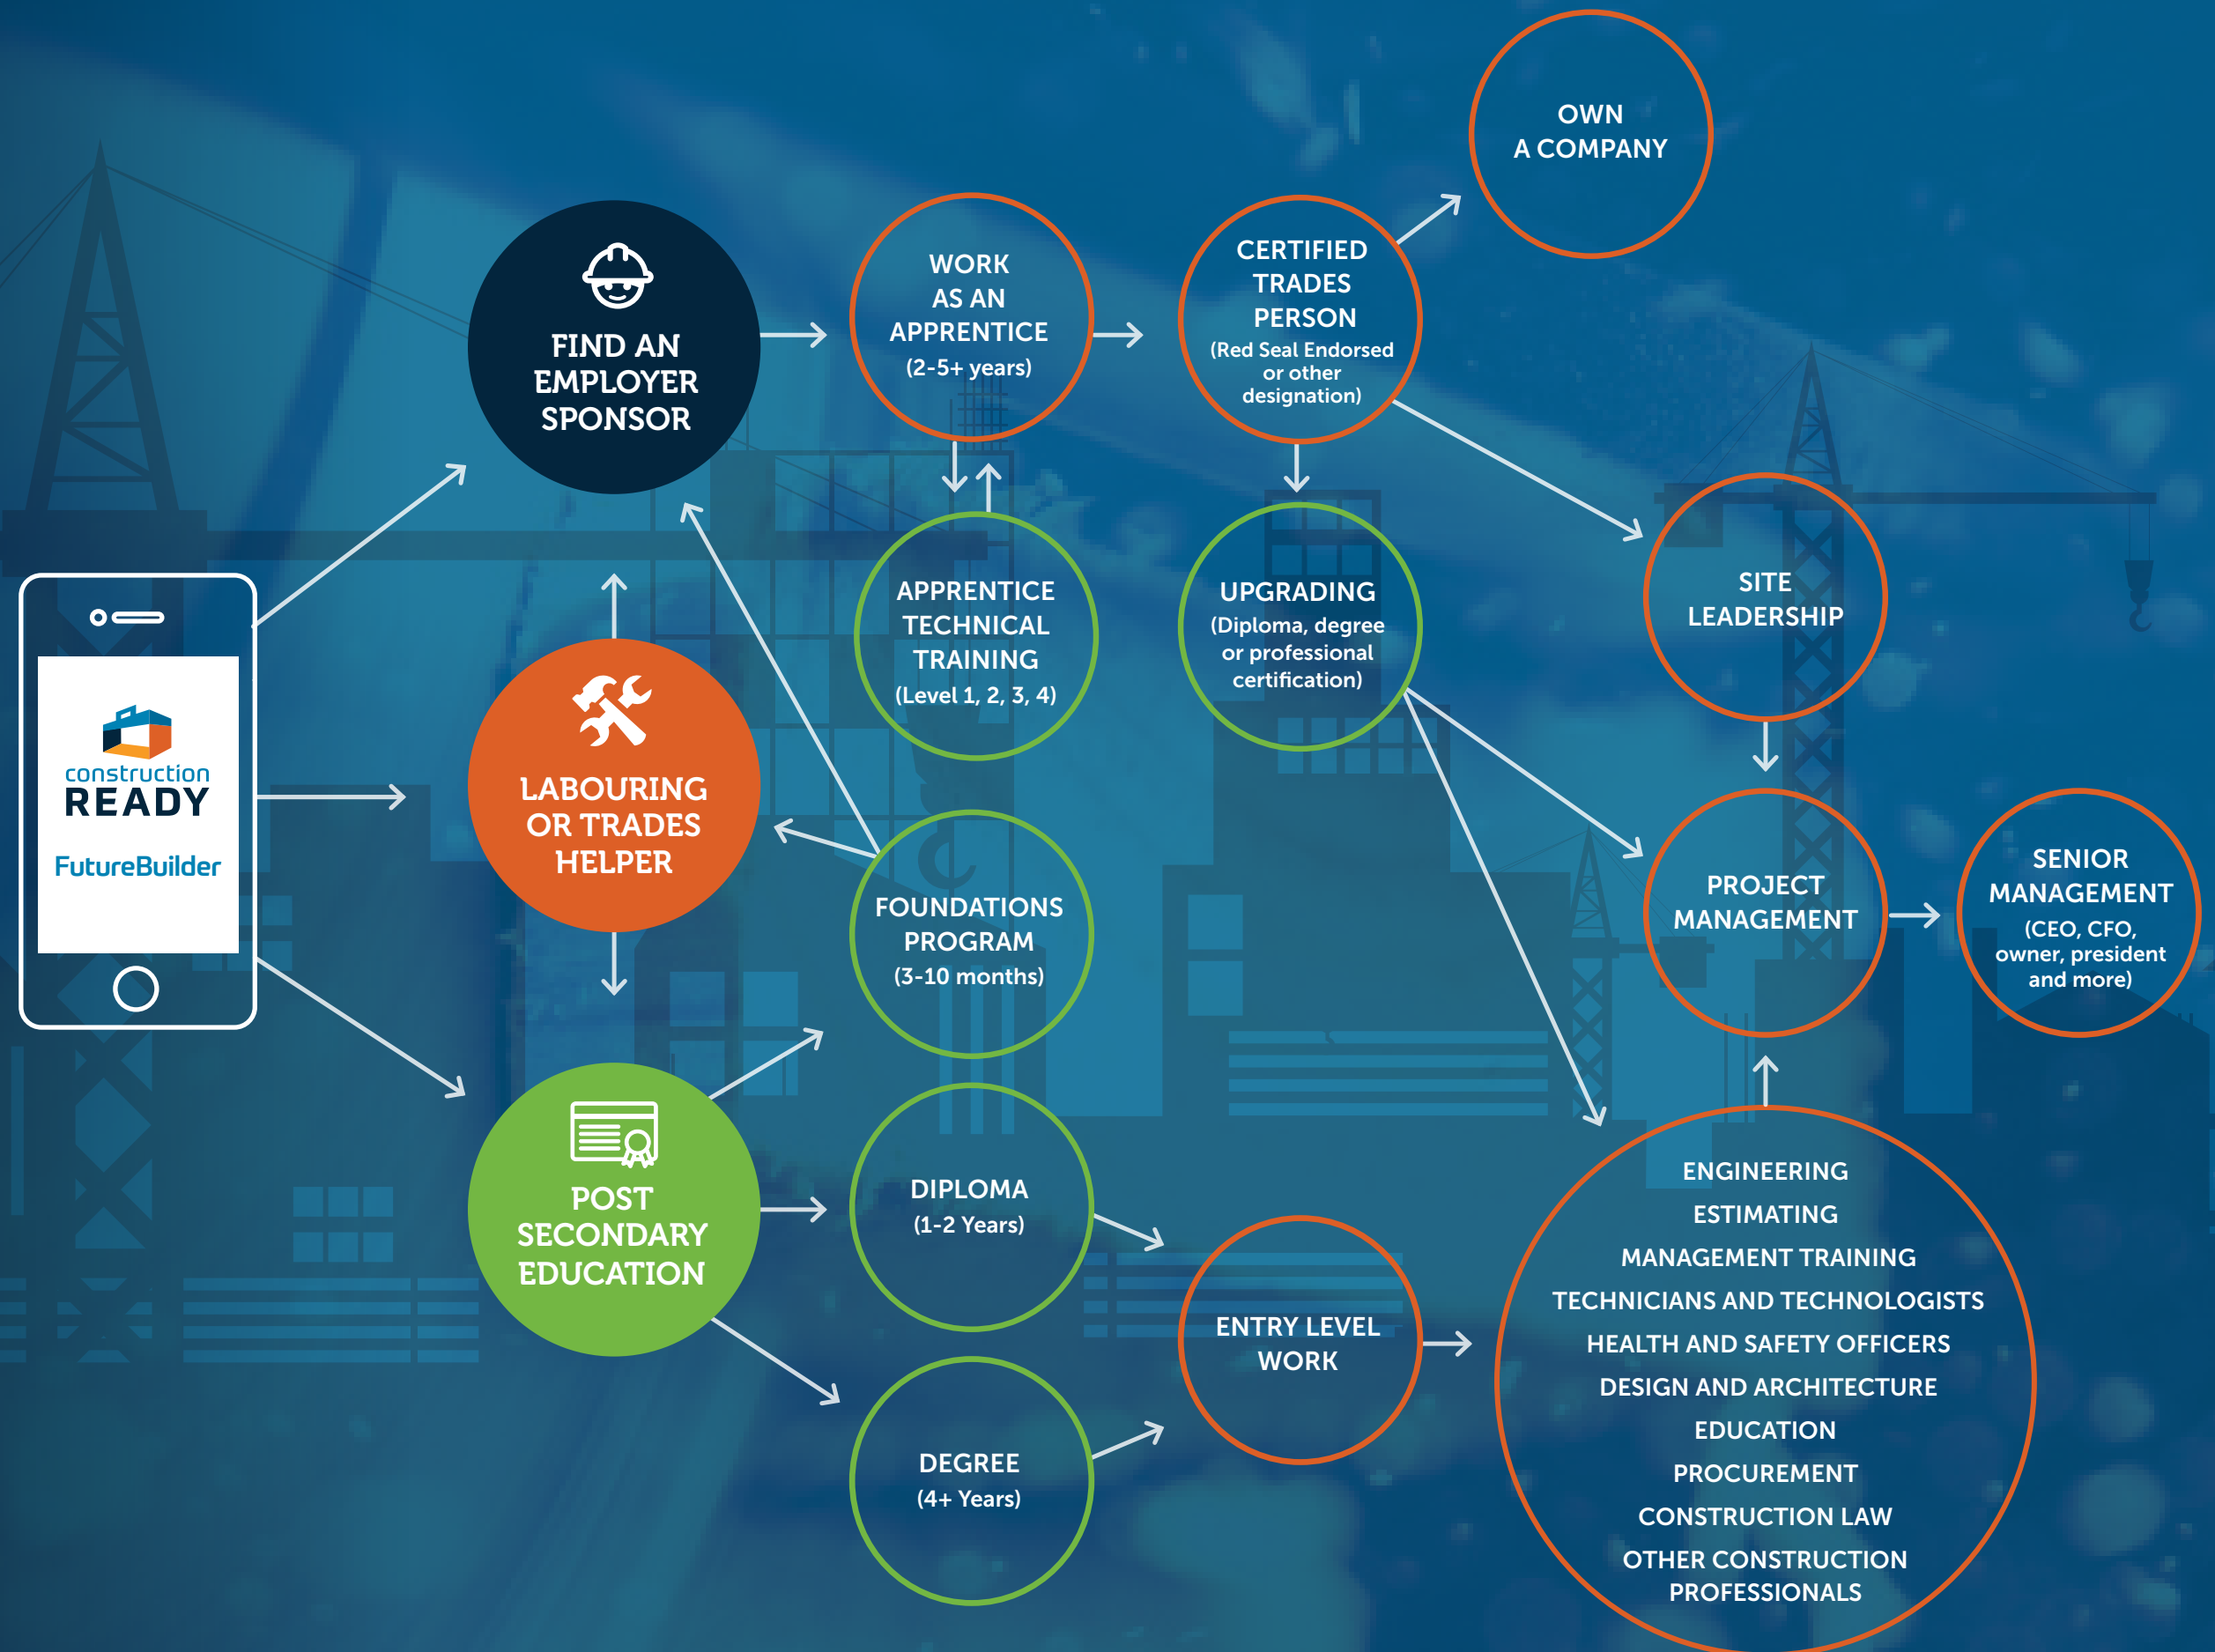 OWN
A COMPANY
FIND AN
EMPLOYER
SPONSOR
WORK
AS AN
APPRENTICE
(2-5+ years)
CERTIFIED
TRADES
PERSON
(Red Seal Endorsed
or other
designation)
construction
READY
FutureBuilder
LABOURING
OR TRADES
HELPER
APPRENTICE
TECHNICAL
TRAINING
(Level 1, 2, 3, 4)
UPGRADING
(Diploma, degree
or professional
certification)
SITE
LEADERSHIP
FOUNDATIONS
PROGRAM
(3-10 months)
PROJECT
MANAGEMENT
SENIOR
MANAGEMENT
(CEO, CFO,
owner, president
and more)
POST
SECONDARY
EDUCATION
DIPLOMA
(1-2 Years)
DEGREE
(4+ Years)
ENTRY LEVEL
WORK
ENGINEERING
ESTIMATING
MANAGEMENT TRAINING
TECHNICIANS AND TECHNOLOGISTS
HEALTH AND SAFETY OFFICERS
DESIGN AND ARCHITECTURE
EDUCATION
PROCUREMENT
CONSTRUCTION LAW
OTHER CONSTRUCTION
PROFESSIONALS